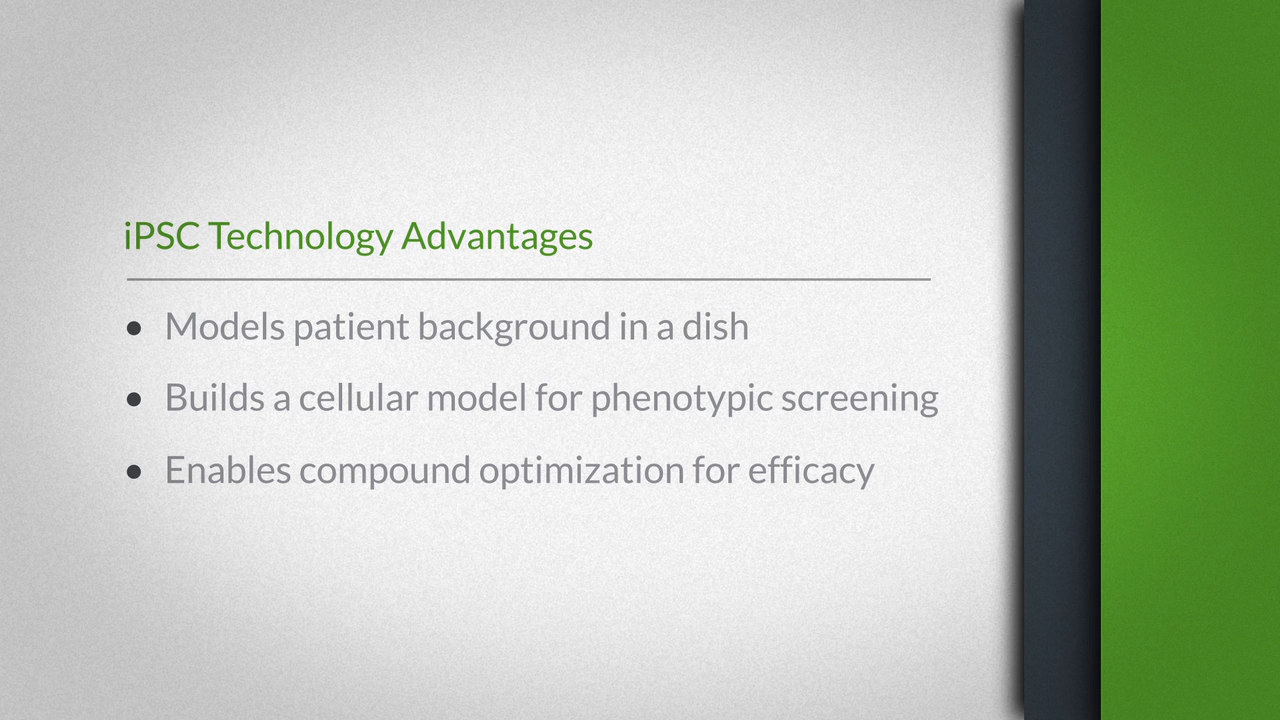 iPSC Technology Advantages
• Models patient background in a dish
• Builds a cellular model for phenotypic screening
• Enables compound optimization for efficacy